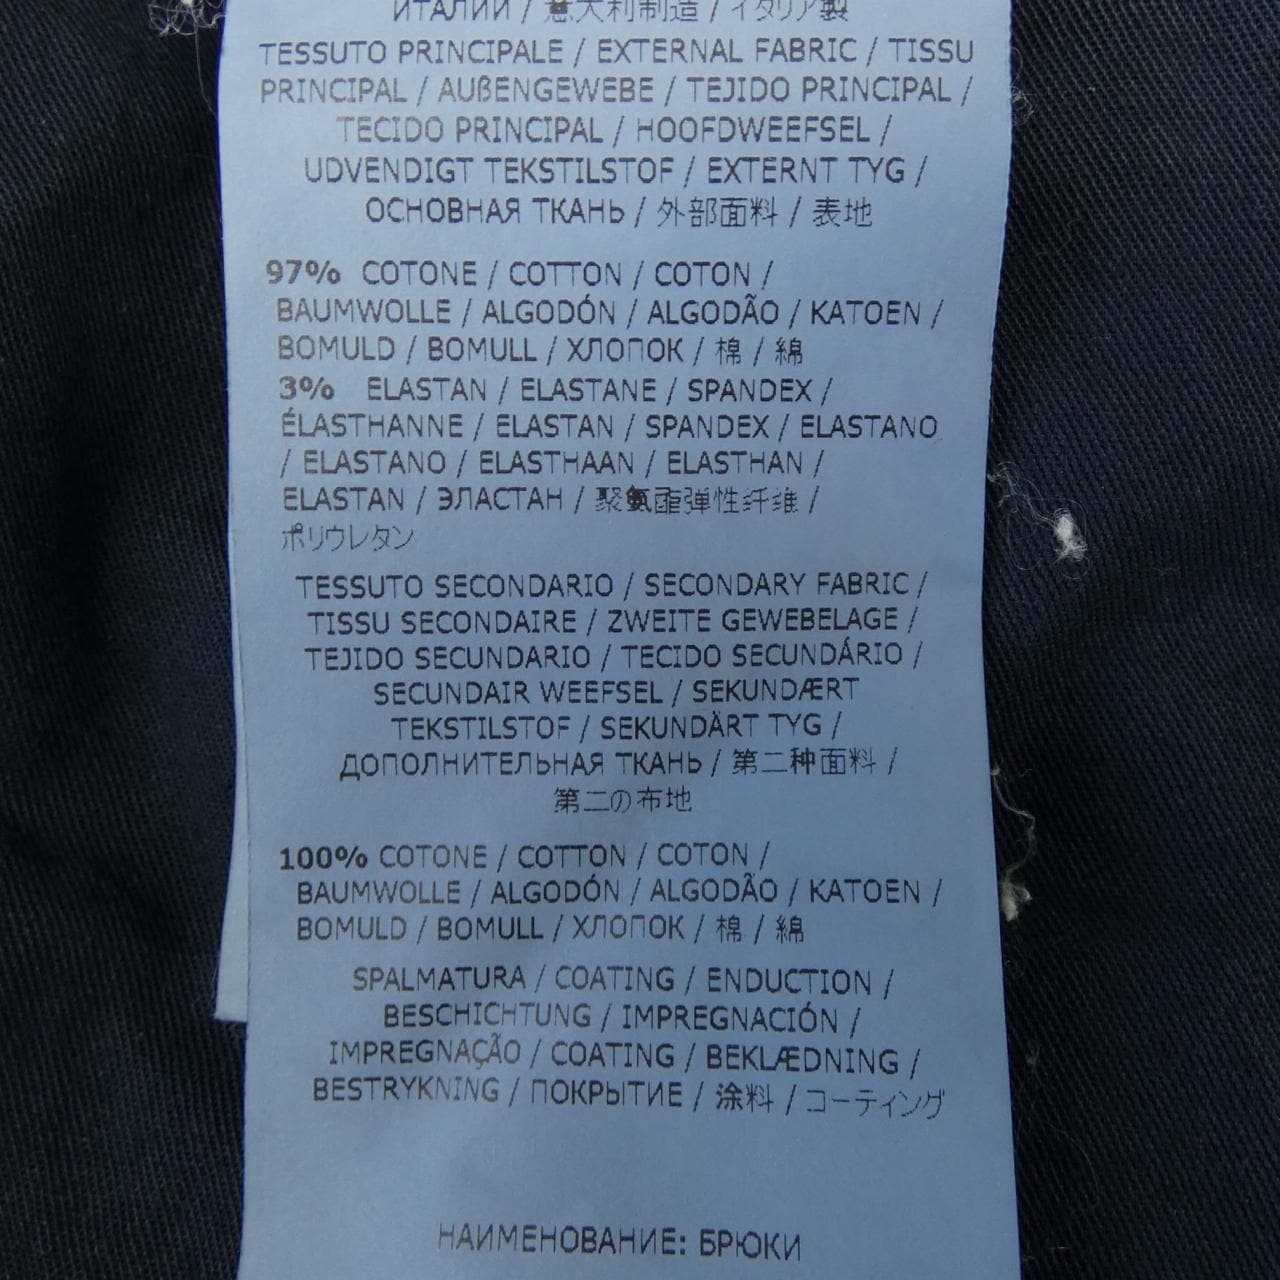 ИТАЛИИ / 意大利制造 / イタリア製
TESSUTO PRINCIPALE / EXTERNAL FABRIC / TISSU
PRINCIPAL / AUßENGEWEBE / TEJIDO PRINCIPAL /
TECIDO PRINCIPAL / HOOFDWEEFSEL /
UDVENDIGT TEKSTILSTOF / EXTERNT TYG /
ОСНОВНАЯ ТКАНЬ / 外部面料 / 表地
97% COTONE / COTTON / COTON /
BAUMWOLLE / ALGODÓN / ALGODÃO / KATOEN /
BOMULD / BOMULL / ХЛОПОК / 棉 / 綿
3% ELASTAN / ELASTANE / SPANDEX /
ÉLASTHANNE / ELASTAN / SPANDEX / ELASTANO
/ ELASTANO / ELASTHAAN / ELASTHAN /
ELASTAN / ЭЛАСТАН / 聚氨酯弹性纤维 /
ポリウレタン
TESSUTO SECONDARIO / SECONDARY FABRIC /
TISSU SECONDAIRE / ZWEITE GEWEBELAGE /
TEJIDO SECUNDARIO / TECIDO SECUNDÁRIO /
SECUNDAIR WEEFSEL / SEKUNDÆRT
TEKSTILSTOF / SEKUNDÄRT TYG /
ДОПОЛНИТЕЛЬНАЯ ТКАНЬ / 第二种面料 /
第二の布地
100% COTONE / COTTON / COTON /
BAUMWOLLE / ALGODÓN / ALGODÃO / KATOEN /
BOMULD / BOMULL / ХЛОПОК / 棉 / 綿
SPALMATURA / COATING / ENDUCTION /
BESCHICHTUNG / IMPREGNACIÓN /
IMPREGNAÇÃO / COATING / BEKLÆDNING /
BESTRYKNING / ПОКРЫТИЕ / 涂料 / コーティング
НАИМЕНОВАНИЕ: БРЮКИ